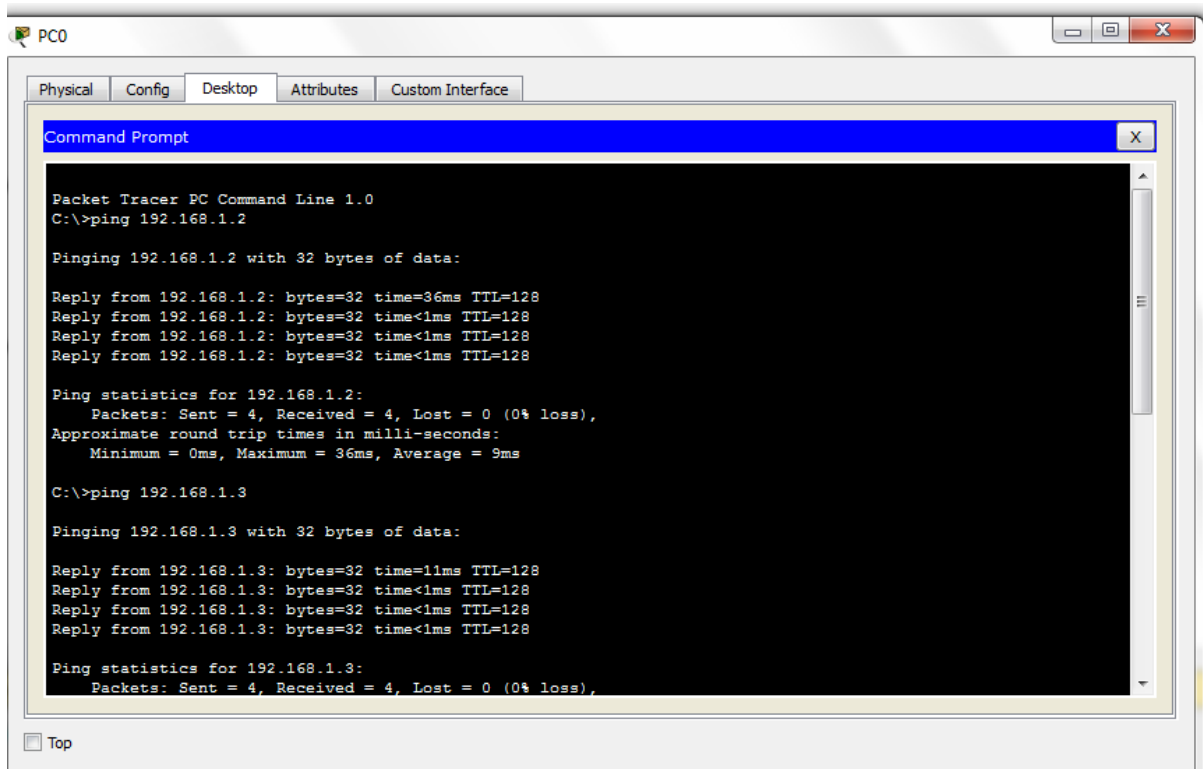 PC0
Physical Config Desktop Attributes Custom Interface
Command Prompt X
Packet Tracer PC Command Line 1.0
C:\>ping 192.168.1.2
Pinging 192.168.1.2 with 32 bytes of data:
Reply from 192.168.1.2: bytes=32 time=36ms TTL=128
Reply from 192.168.1.2: bytes=32 time<1ms TTL=128
Reply from 192.168.1.2: bytes=32 time<1ms TTL=128
Reply from 192.168.1.2: bytes=32 time<1ms TTL=128
Ping statistics for 192.168.1.2:
Packets: Sent = 4, Received = 4, Lost = 0 (0% loss),
Approximate round trip times in milli-seconds:
Minimum = 0ms, Maximum = 36ms, Average = 9ms
C:\>ping 192.168.1.3
Pinging 192.168.1.3 with 32 bytes of data:
Reply from 192.168.1.3: bytes=32 time=11ms TTL=128
Reply from 192.168.1.3: bytes=32 time<1ms TTL=128
Reply from 192.168.1.3: bytes=32 time<1ms TTL=128
Reply from 192.168.1.3: bytes=32 time<1ms TTL=128
Ping statistics for 192.168.1.3:
Packets: Sent = 4, Received = 4, Lost = 0 (0% loss),
Top